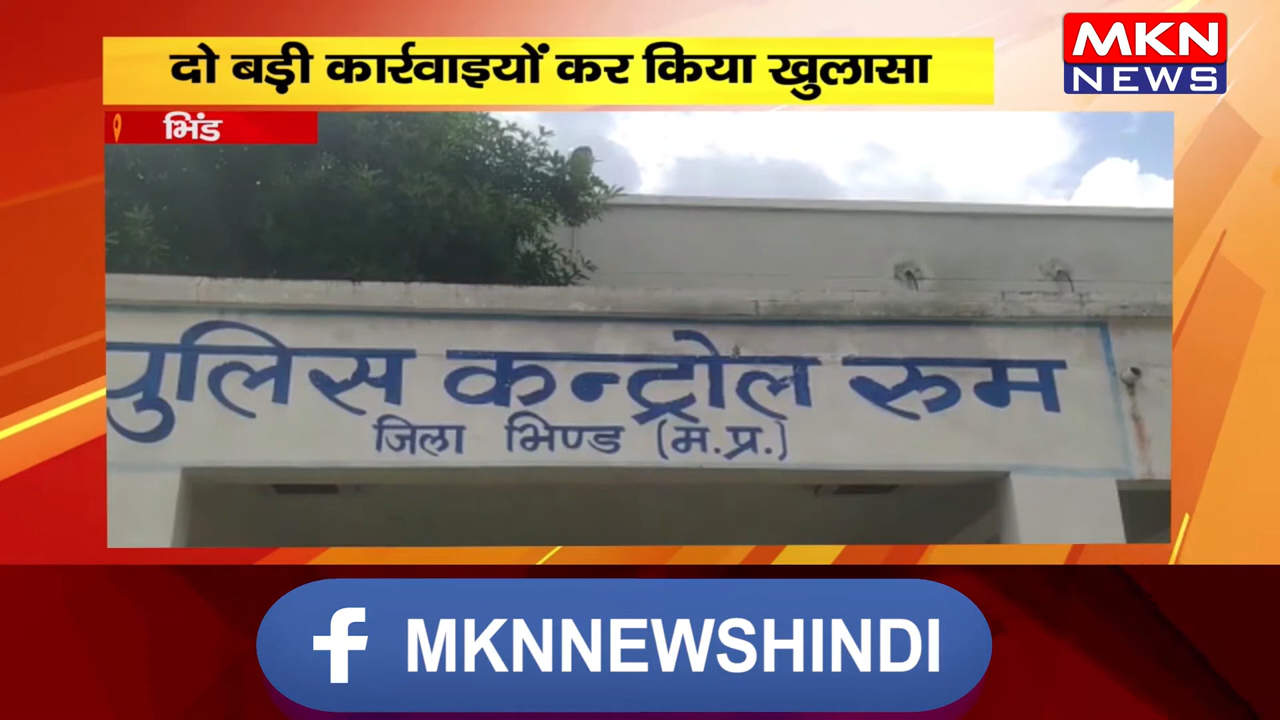 दो बड़ी कार्रवाइयों कर किया खुलासा
MKN
NEWS
भिंड
पुलिस कन्ट्रोल रुम
जिला भिण्ड (म.प्र.)
MKNNEWSHINDI